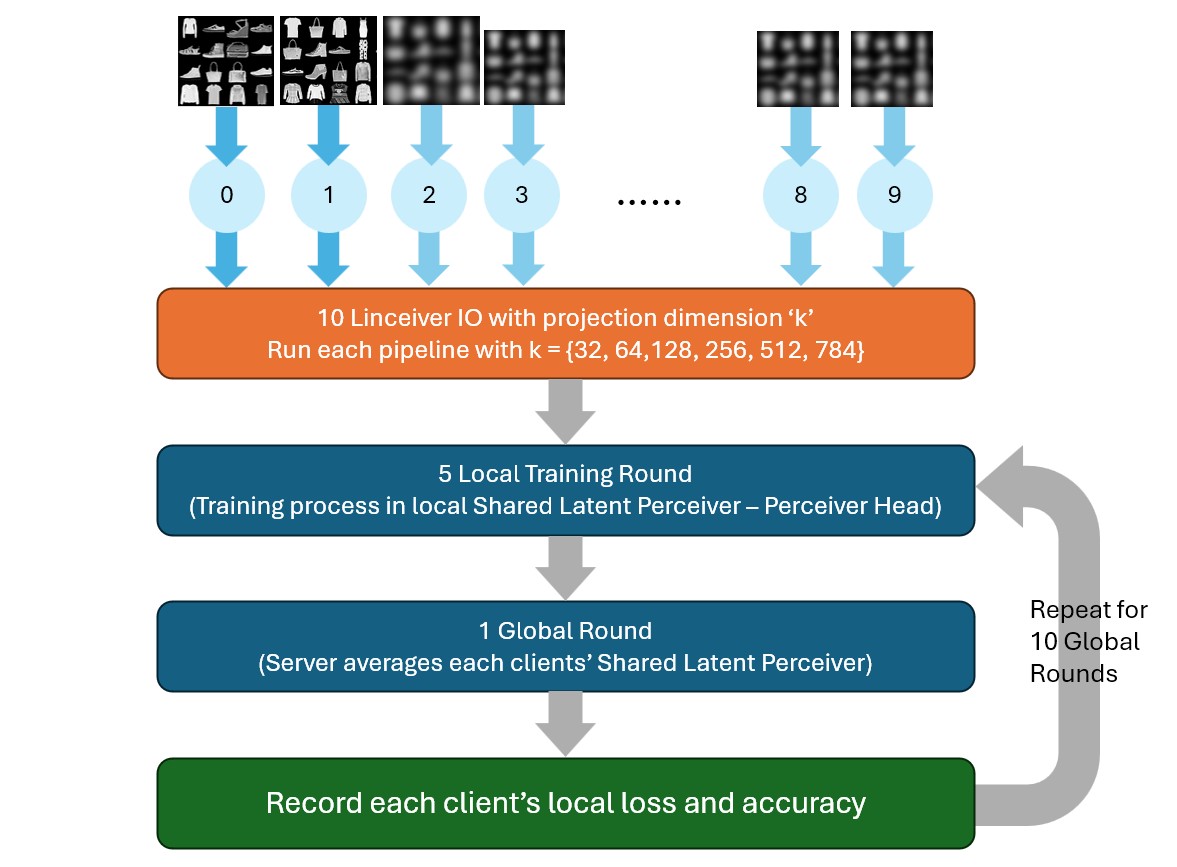 0
1
2
3
......
8
9
10 Linceiver IO with projection dimension ‘k’
Run each pipeline with k = {32, 64,128, 256, 512, 784}
5 Local Training Round
(Training process in local Shared Latent Perceiver – Perceiver Head)
1 Global Round
(Server averages each clients’ Shared Latent Perceiver)
Repeat for
10 Global
Rounds
Record each client’s local loss and accuracy